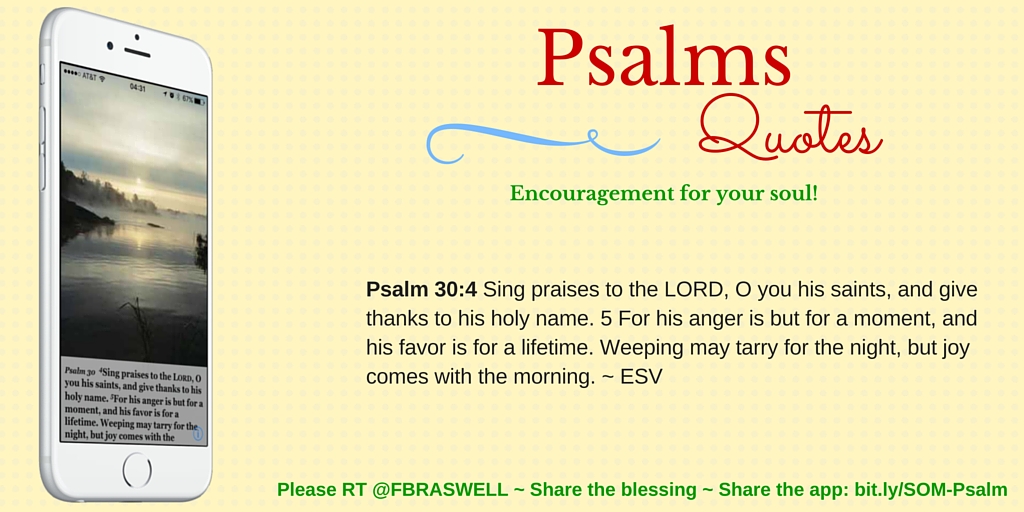 ●●●●● AT&T
04:31
67%
Psalm 30 ⁴Sing praises to the LORD, O
you his saints, and give thanks to his
holy name. ⁵For his anger is but for a
moment, and his favor is for a
lifetime. Weeping may tarry for the
night, but joy comes with the
Psalms
Quotes
Encouragement for your soul!
Psalm 30:4 Sing praises to the LORD, O you his saints, and give
thanks to his holy name. 5 For his anger is but for a moment, and
his favor is for a lifetime. Weeping may tarry for the night, but joy
comes with the morning. ~ ESV
Please RT @FBRASWELL ~ Share the blessing ~ Share the app: bit.ly/SOM-Psalm